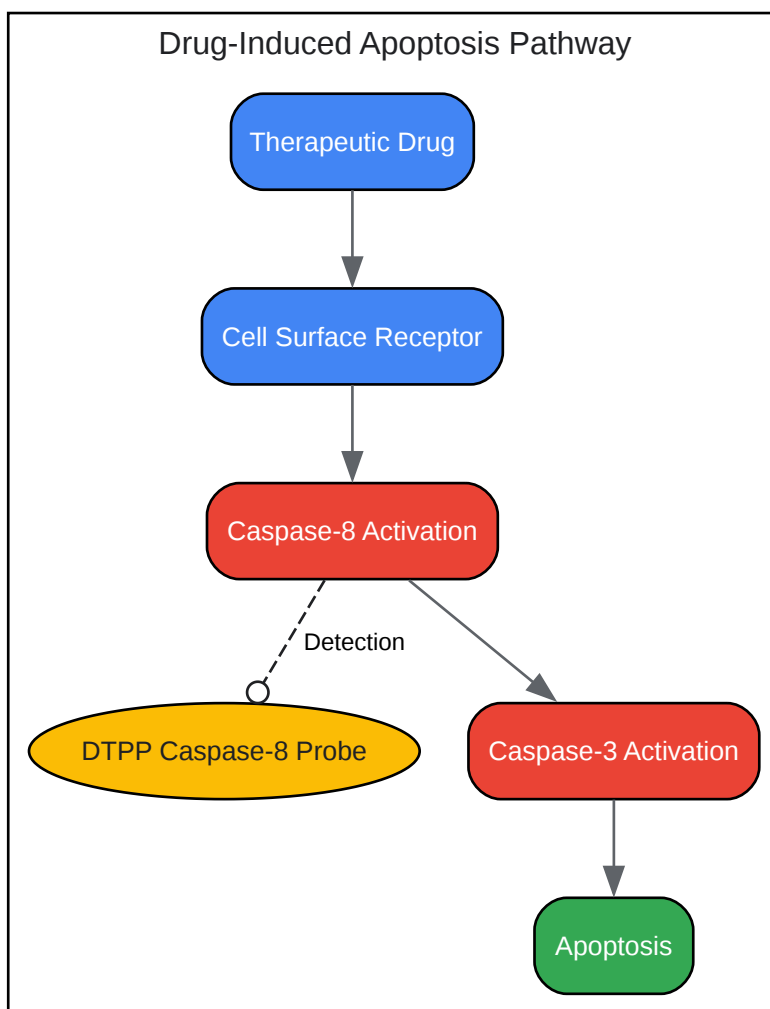 Drug-Induced Apoptosis Pathway
Therapeutic Drug
Cell Surface Receptor
Caspase-8 Activation
Detection
DTPP Caspase-8 Probe
Caspase-3 Activation
Apoptosis